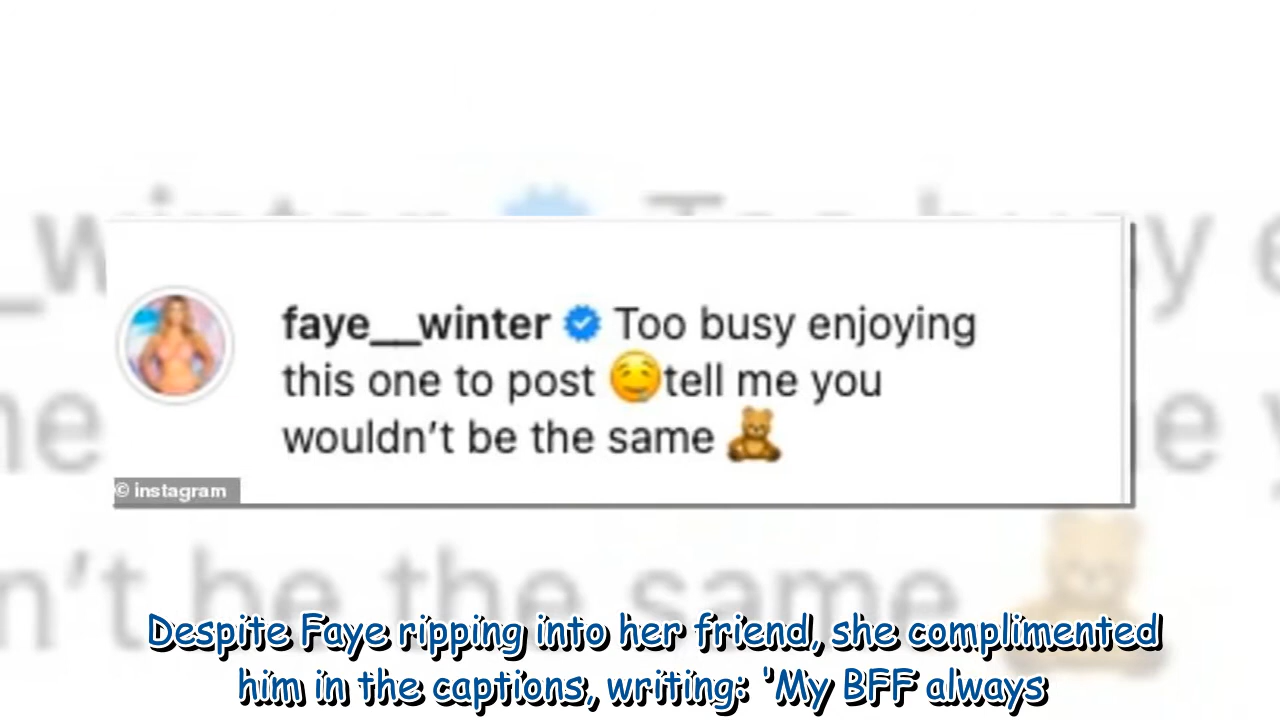 faye__winter Too busy enjoying
this one to post 🤤tell me you
wouldn't be the same 🧸
© instagram
Despite Faye ripping into her friend, she complimented
him in the captions, writing: 'My BFF always